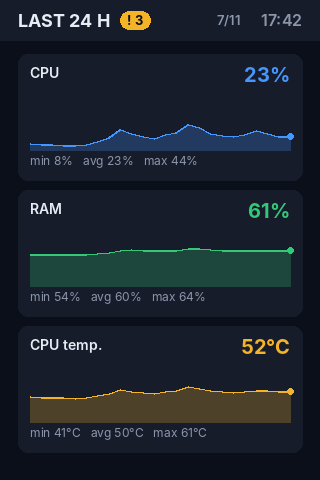 LAST 24 H ! 3 7/11 17:42
CPU 23%
min 8% avg 23% max 44%
RAM 61%
min 54% avg 60% max 64%
CPU temp. 52°C
min 41°C avg 50°C max 61°C